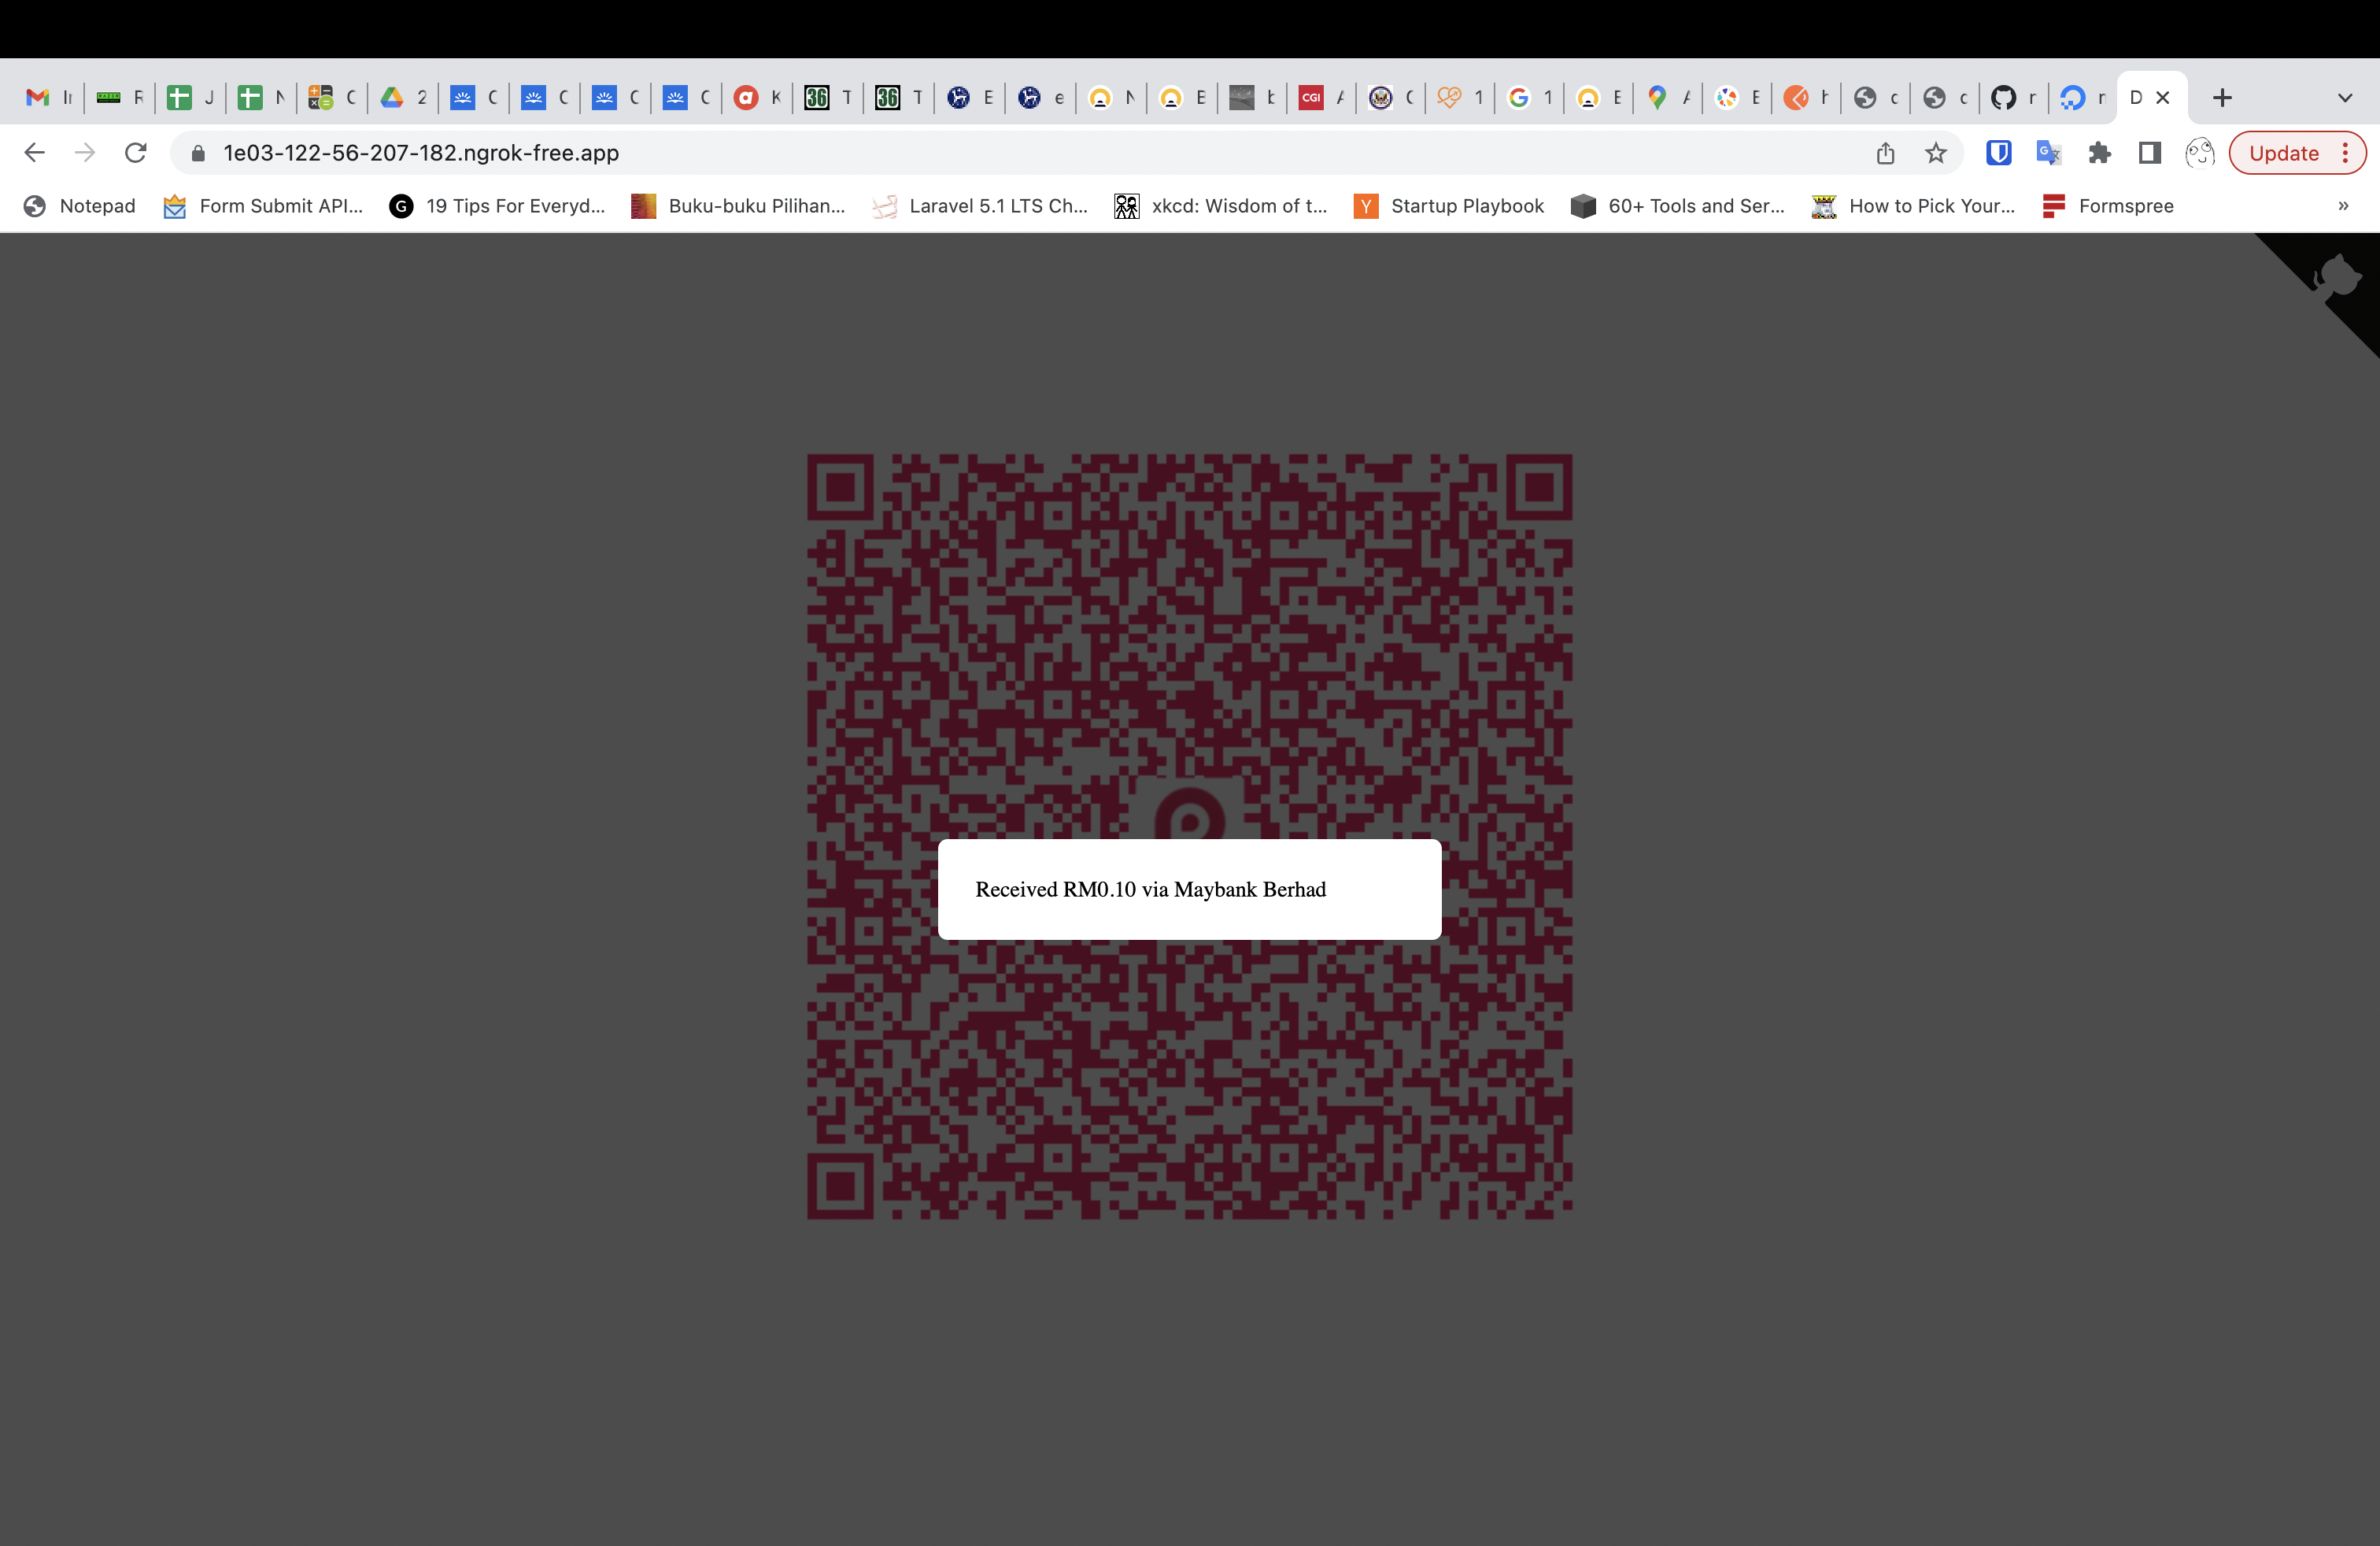 Ir F J N C 2 C C C C K T T E e N E b A C 1 1 E A E h c c r r D
1e03-122-56-207-182.ngrok-free.app Update
Notepad Form Submit API... 19 Tips For Everyd... Buku-buku Pilihan... Laravel 5.1 LTS Ch... xkcd: Wisdom of t... Startup Playbook 60+ Tools and Ser... How to Pick Your... Formspree »
Received RM0.10 via Maybank Berhad